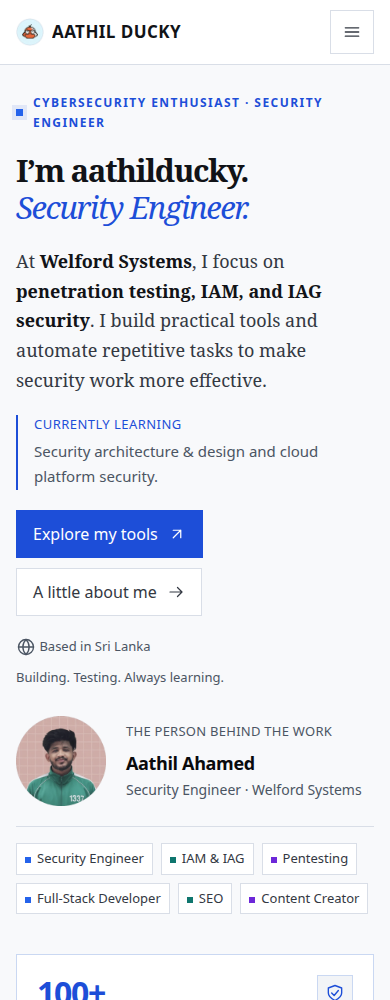 AATHIL DUCKY
CYBERSECURITY ENTHUSIAST · SECURITY
ENGINEER
I’m aathilducky.
Security Engineer.
At Welford Systems, I focus on
penetration testing, IAM, and IAG
security. I build practical tools and
automate repetitive tasks to make
security work more effective.
CURRENTLY LEARNING
Security architecture & design and cloud
platform security.
Explore my tools
A little about me
Based in Sri Lanka
Building. Testing. Always learning.
THE PERSON BEHIND THE WORK
Aathil Ahamed
Security Engineer · Welford Systems
1337
Security Engineer
IAM & IAG
Pentesting
Full-Stack Developer
SEO
Content Creator
100+